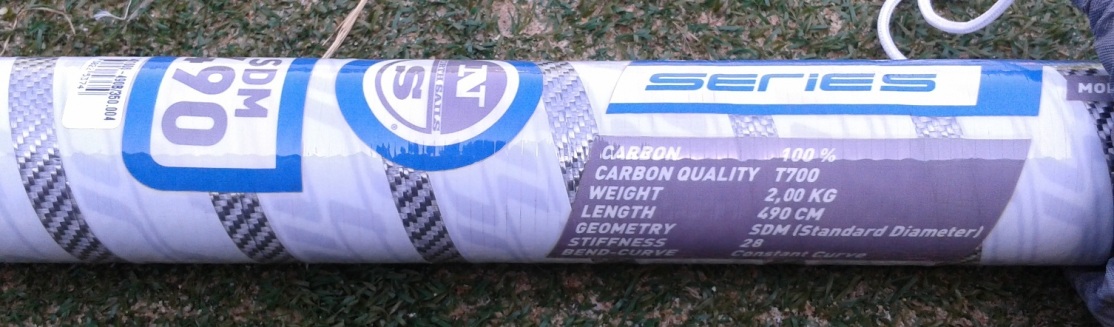 SDM
490
N
SAILS
S
SERIES
CARBON 100 %
CARBON QUALITY T700
WEIGHT 2,00 KG
LENGTH 490 CM
GEOMETRY SDM (Standard Diameter)
STIFFNESS 28
BEND-CURVE Constant Curve